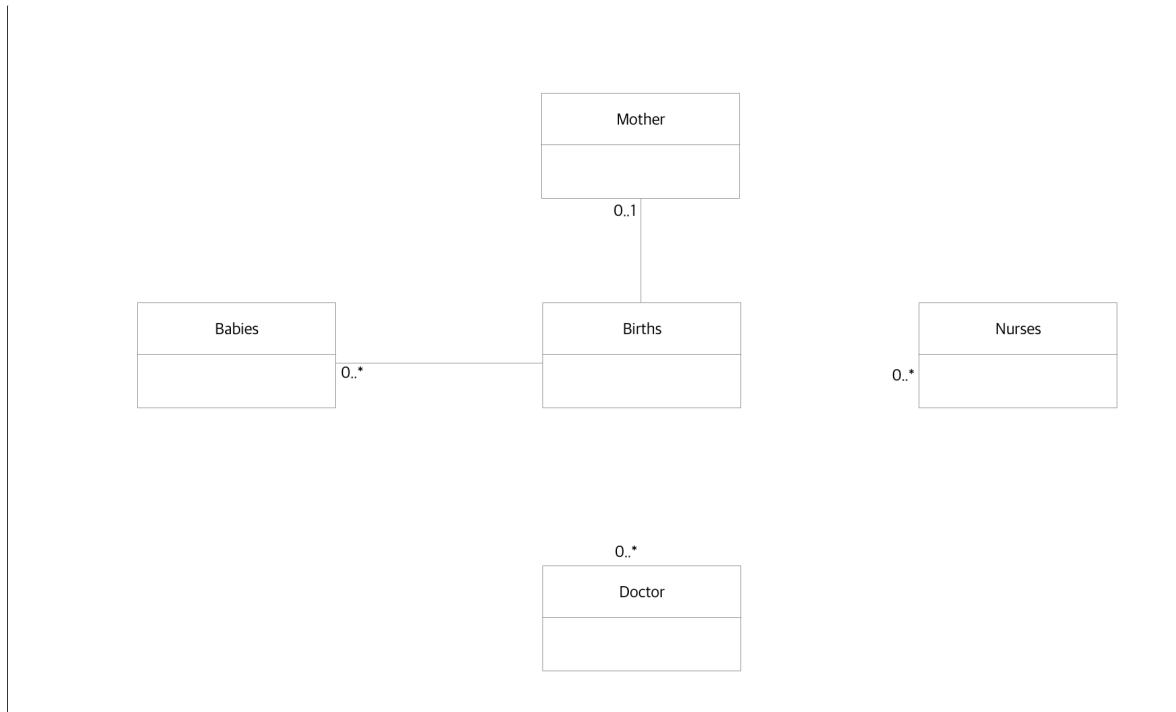 Mother
0..1
Babies
Births
Nurses
0..*
0..*
0..*
Doctor